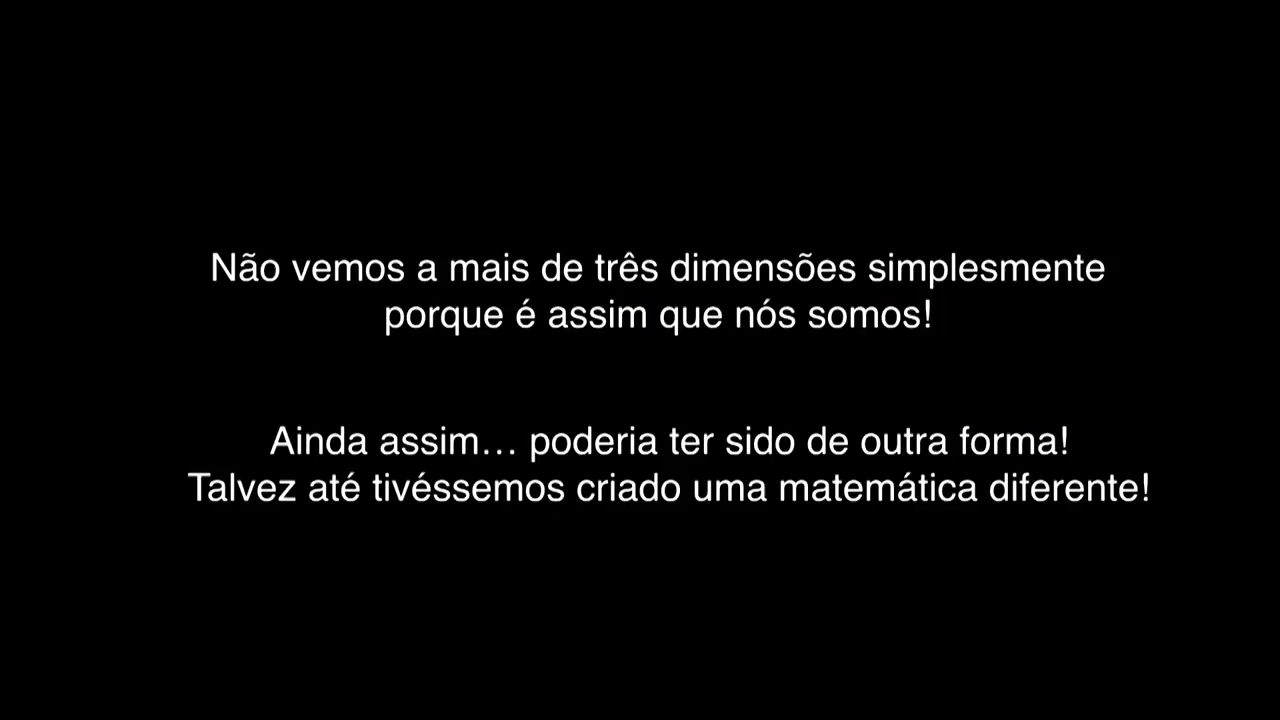 Não vemos a mais de três dimensões simplesmente
porque é assim que nós somos!
Ainda assim… poderia ter sido de outra forma!
Talvez até tivéssemos criado uma matemática diferente!